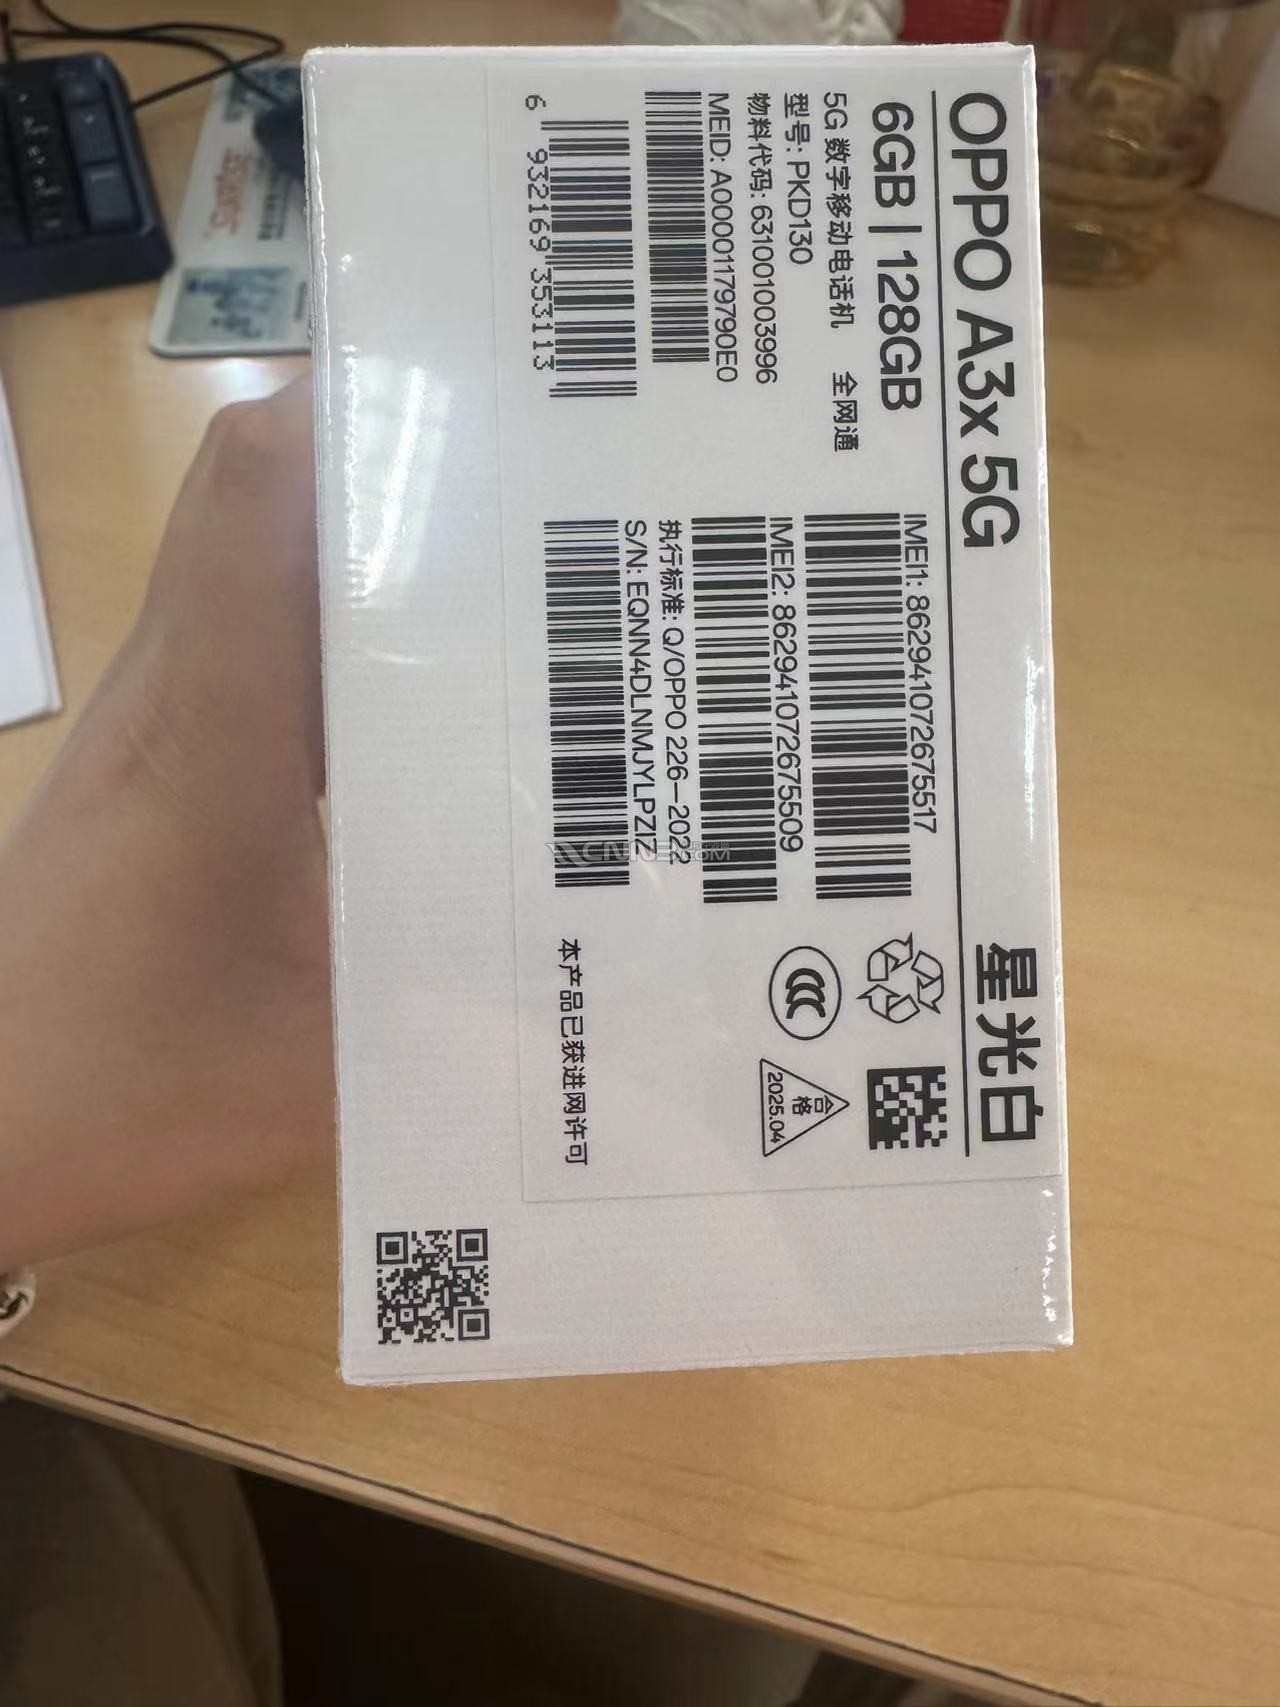 OPPO A3x 5G
星光白
6GB | 128GB
5G 数字移动电话机 全网通
型号: PKD130
物料代码: 631001003996
MEID: A00001179790E0
6 932169 353113
IMEI1: 862941072675517
IMEI2: 862941072675509
执行标准: Q/OPPO 226-2022
S/N: EQNN4DLNMJYLPZIZ
合格
2025.04
本产品已获进网许可